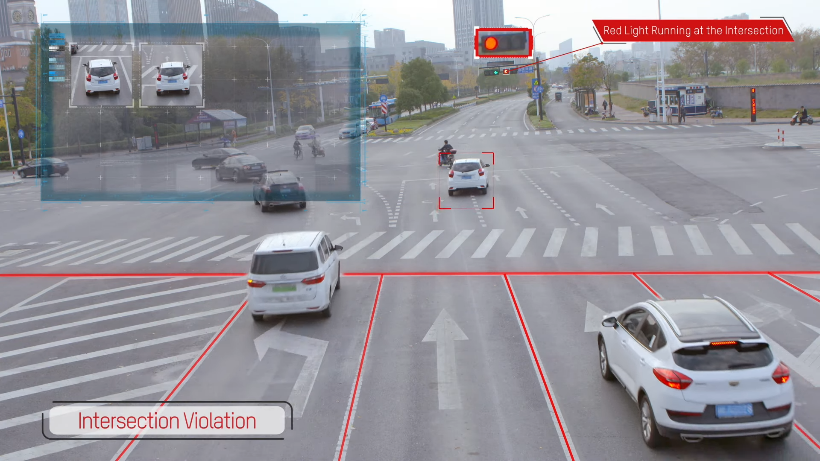 Red Light Running at the Intersection
Intersection Violation